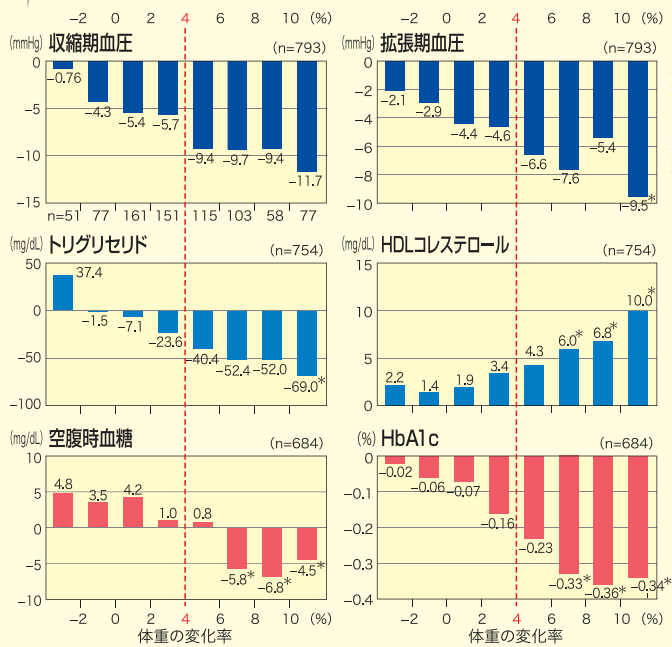 −2 0 2 4 6 8 10 (%) −2 0 2 4 6 8 10 (%)
(mmHg) 収縮期血圧 (n=793)
0
−5
−10
−15
−0.76 −4.3 −5.4 −5.7 −9.4 −9.7 −9.4 −11.7
n=51 77 161 151 115 103 58 77
(mmHg) 拡張期血圧 (n=793)
0
−2
−4
−6
−8
−10
−2.1 −2.9 −4.4 −4.6 −6.6 −7.6 −5.4 −9.5*
(mg/dL) トリグリセリド (n=754)
50
0
−50
−100
37.4 −1.5 −7.1 −23.6 −40.4 −52.4 −52.0 −69.0*
(mg/dL) HDLコレステロール (n=754)
15
10
5
0
2.2 1.4 1.9 3.4 4.3 6.0* 6.8* 10.0*
(mg/dL) 空腹時血糖 (n=684)
10
5
0
−5
−10
4.8 3.5 4.2 1.0 0.8 −5.8* −6.8* −4.5*
(%) HbA1c (n=684)
0
−0.1
−0.2
−0.3
−0.4
−0.02 −0.06 −0.07 −0.16 −0.23 −0.33* −0.36* −0.34*
−2 0 2 4 6 8 10 (%) −2 0 2 4 6 8 10 (%)
体重の変化率 体重の変化率